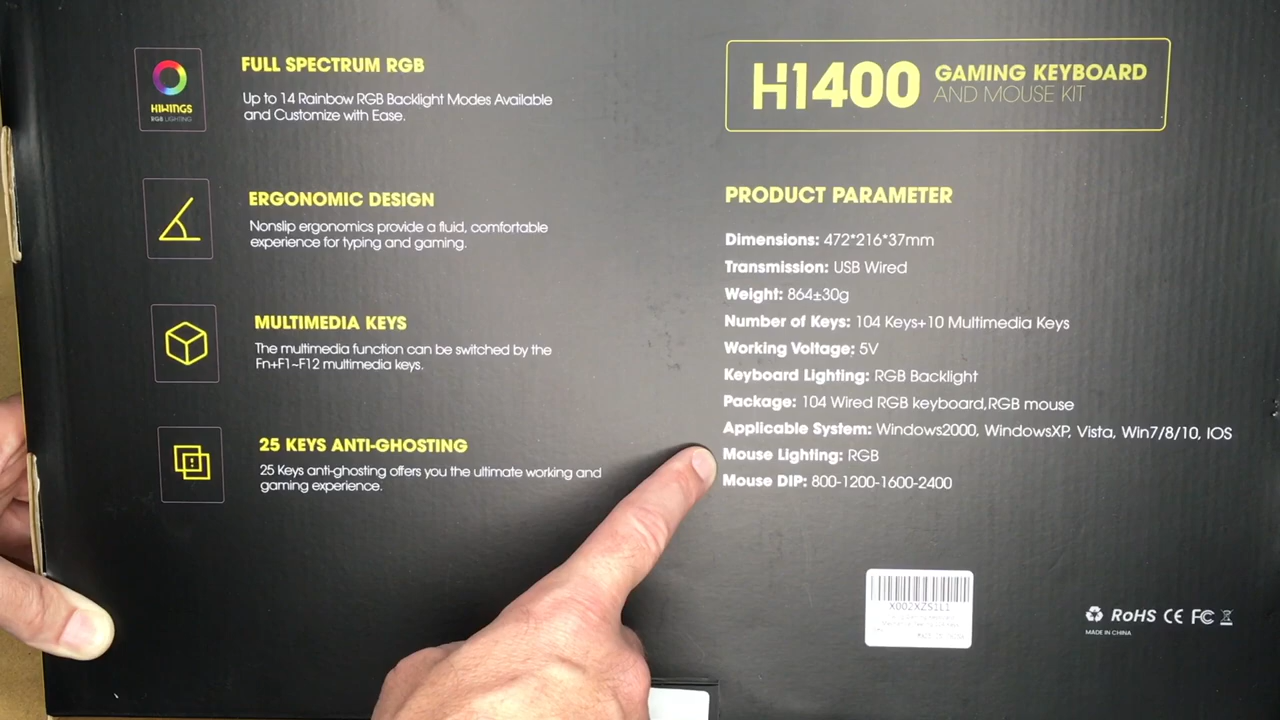 HIWINGS
RGB LIGHTING
FULL SPECTRUM RGB
Up to 14 Rainbow RGB Backlight Modes Available
and Customize with Ease.
ERGONOMIC DESIGN
Nonslip ergonomics provide a fluid, comfortable
experience for typing and gaming.
MULTIMEDIA KEYS
The multimedia function can be switched by the
Fn+F1~F12 multimedia keys.
25 KEYS ANTI-GHOSTING
25 Keys anti-ghosting offers you the ultimate working and
gaming experience.
H1400 GAMING KEYBOARD
AND MOUSE KIT
PRODUCT PARAMETER
Dimensions: 472*216*37mm
Transmission: USB Wired
Weight: 864±30g
Number of Keys: 104 Keys+10 Multimedia Keys
Working Voltage: 5V
Keyboard Lighting: RGB Backlight
Package: 104 Wired RGB keyboard,RGB mouse
Applicable System: Windows2000, WindowsXP, Vista, Win7/8/10, IOS
Mouse Lighting: RGB
Mouse DIP: 800-1200-1600-2400
X002XZS1L1
RoHS CE FC
MADE IN CHINA